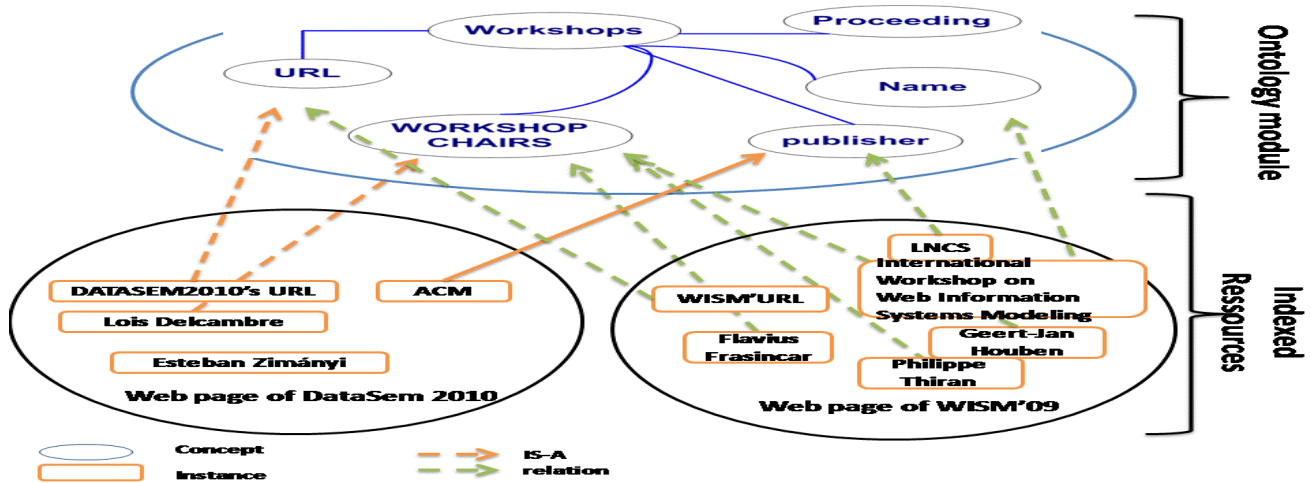 Workshops
Proceeding
URL
Name
WORKSHOP
CHAIRS
publisher
Ontology module
LNCS
International
Workshop on
Web Information
Systems Modeling
DATASEM2010's URL
ACM
WISM'URL
Lois Delcambre
Flavius
Frasincar
Geert-Jan
Houben
Esteban Zimányi
Philippe
Thiran
Web page of DataSem 2010
Web page of WISM'09
Indexed
Ressources
Concept
IS-A
Instance
relation